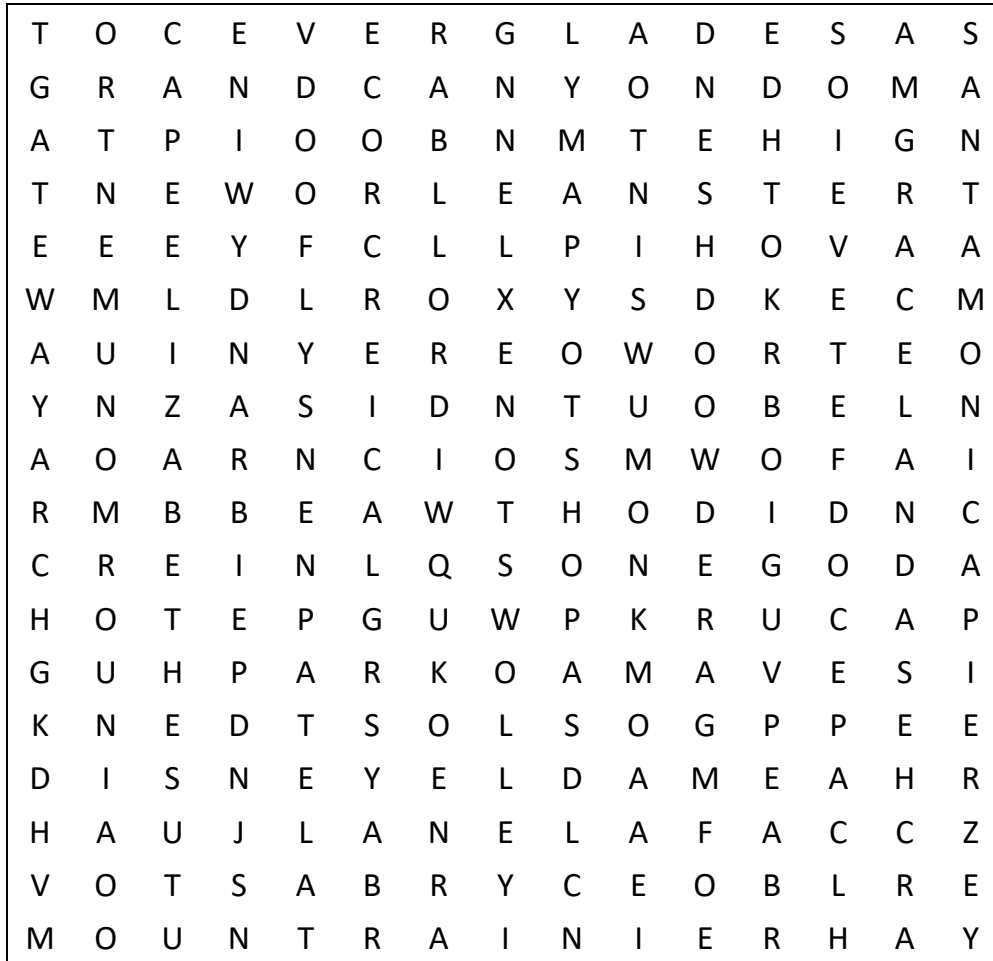 T O C E V E R G L A D E S A S
G R A N D C A N Y O N D O M A
A T P I O O B N M T E H I G N
T N E W O R L E A N S T E R T
E E E Y F C L L P I H O V A A
W M L D L R O X Y S D K E C M
A U I N Y E R E O W O R T E O
Y N Z A S I D N T U O B E L N
A O A R N C I O S M W O F A I
R M B B E A W T H O D I D N C
C R E I N L Q S O N E G O D A
H O T E P G U W P K R U C A P
G U H P A R K O A M A V E S I
K N E D T S O L S O G P P E E
D I S N E Y E L D A M E A H R
H A U J L A N E L A F A C C Z
V O T S A B R Y C E O B L R E
M O U N T R A I N I E R H A Y